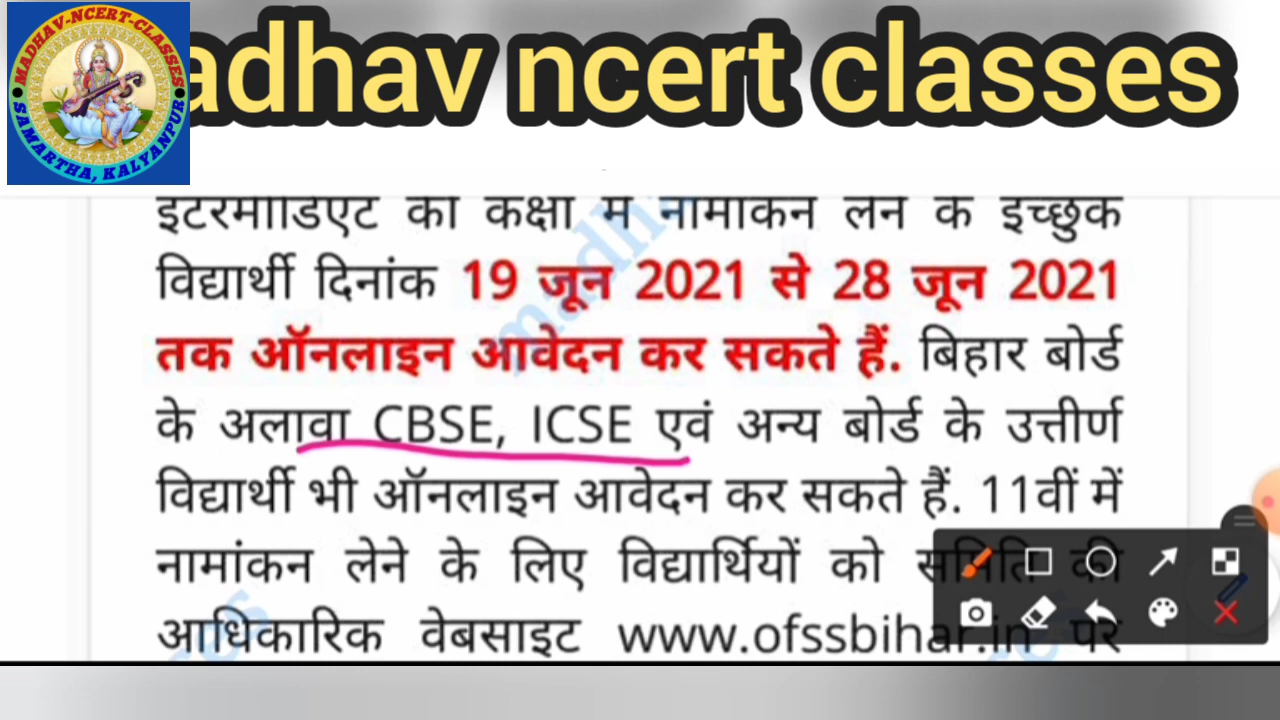 MADHAV-NCERT-CLASSES
SAMARTHA, KALYANPUR
adhav ncert classes
इंटरमीडिएट की कक्षा में नामांकन लेने के इच्छुक
विद्यार्थी दिनांक 19 जून 2021 से 28 जून 2021
तक ऑनलाइन आवेदन कर सकते हैं. बिहार बोर्ड
के अलावा CBSE, ICSE एवं अन्य बोर्ड के उत्तीर्ण
विद्यार्थी भी ऑनलाइन आवेदन कर सकते हैं. 11वीं में
नामांकन लेने के लिए विद्यार्थियों को समिति की
आधिकारिक वेबसाइट www.ofssbihar.in पर